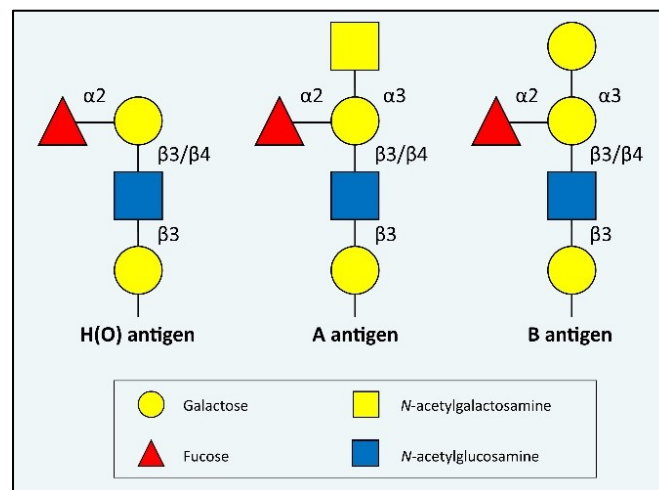 α2
α2
α3
α2
α3
β3/β4
β3/β4
β3/β4
β3
β3
β3
H(O) antigen
A antigen
B antigen
Galactose
N-acetylgalactosamine
Fucose
N-acetylglucosamine